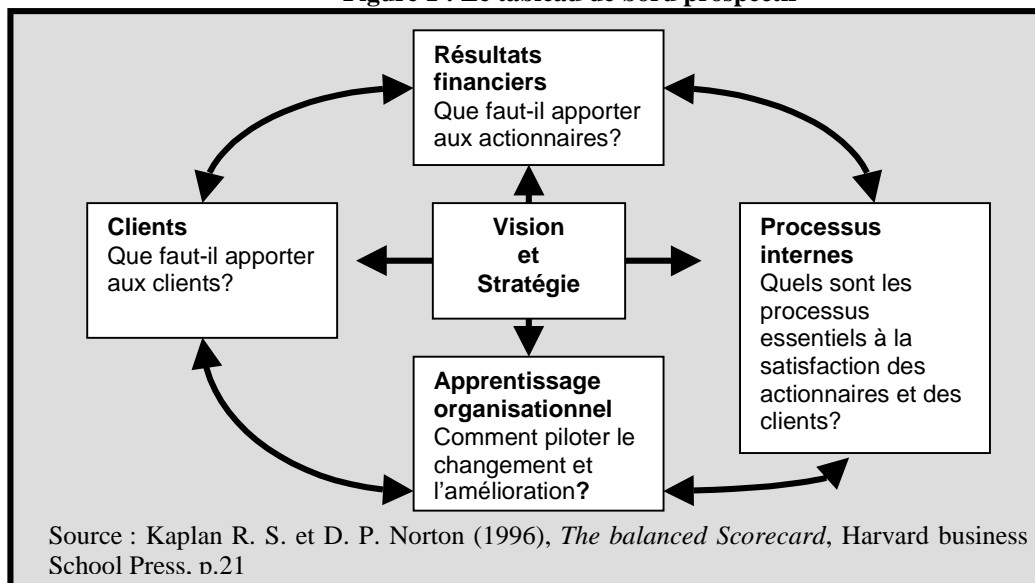 Figure 1 : Le tableau de bord prospectif
Résultats
financiers
Que faut-il apporter
aux actionnaires?
Clients
Que faut-il apporter
aux clients?
Vision
et
Stratégie
Processus
internes
Quels sont les
processus
essentiels à la
satisfaction des
actionnaires et des
clients?
Apprentissage
organisationnel
Comment piloter le
changement et
l'amélioration?
Source : Kaplan R. S. et D. P. Norton (1996), The balanced Scorecard, Harvard business
School Press, p.21